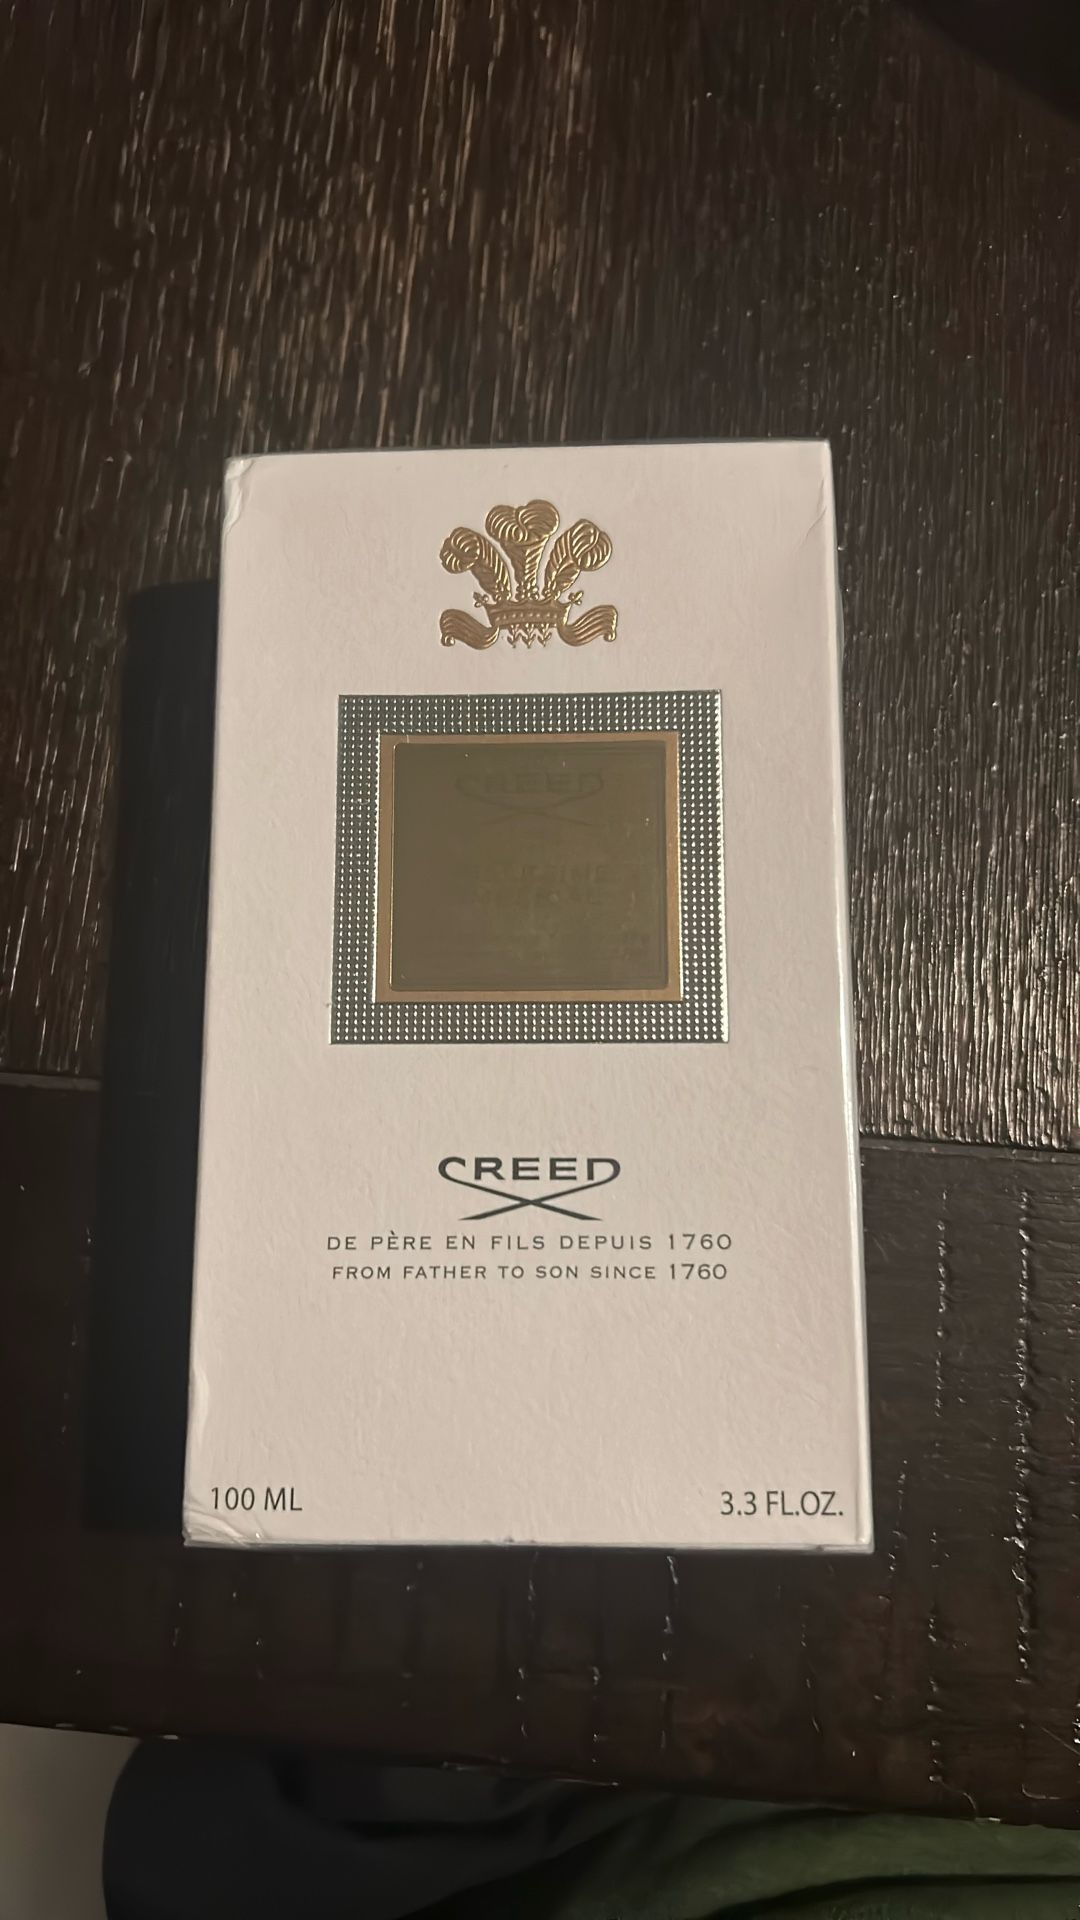 CREED
CREED
DE PÈRE EN FILS DEPUIS 1760
FROM FATHER TO SON SINCE 1760
100 ML
3.3 FL.OZ.